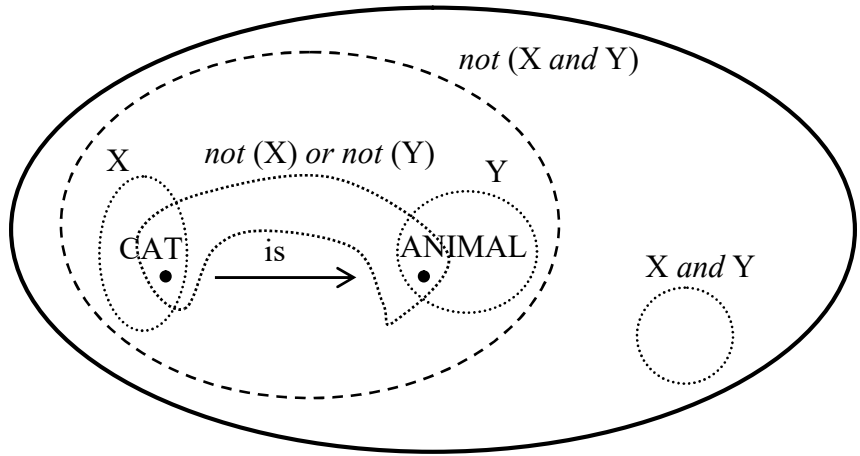 not (X and Y)
not (X) or not (Y)
X
Y
CAT
is
ANIMAL
X and Y